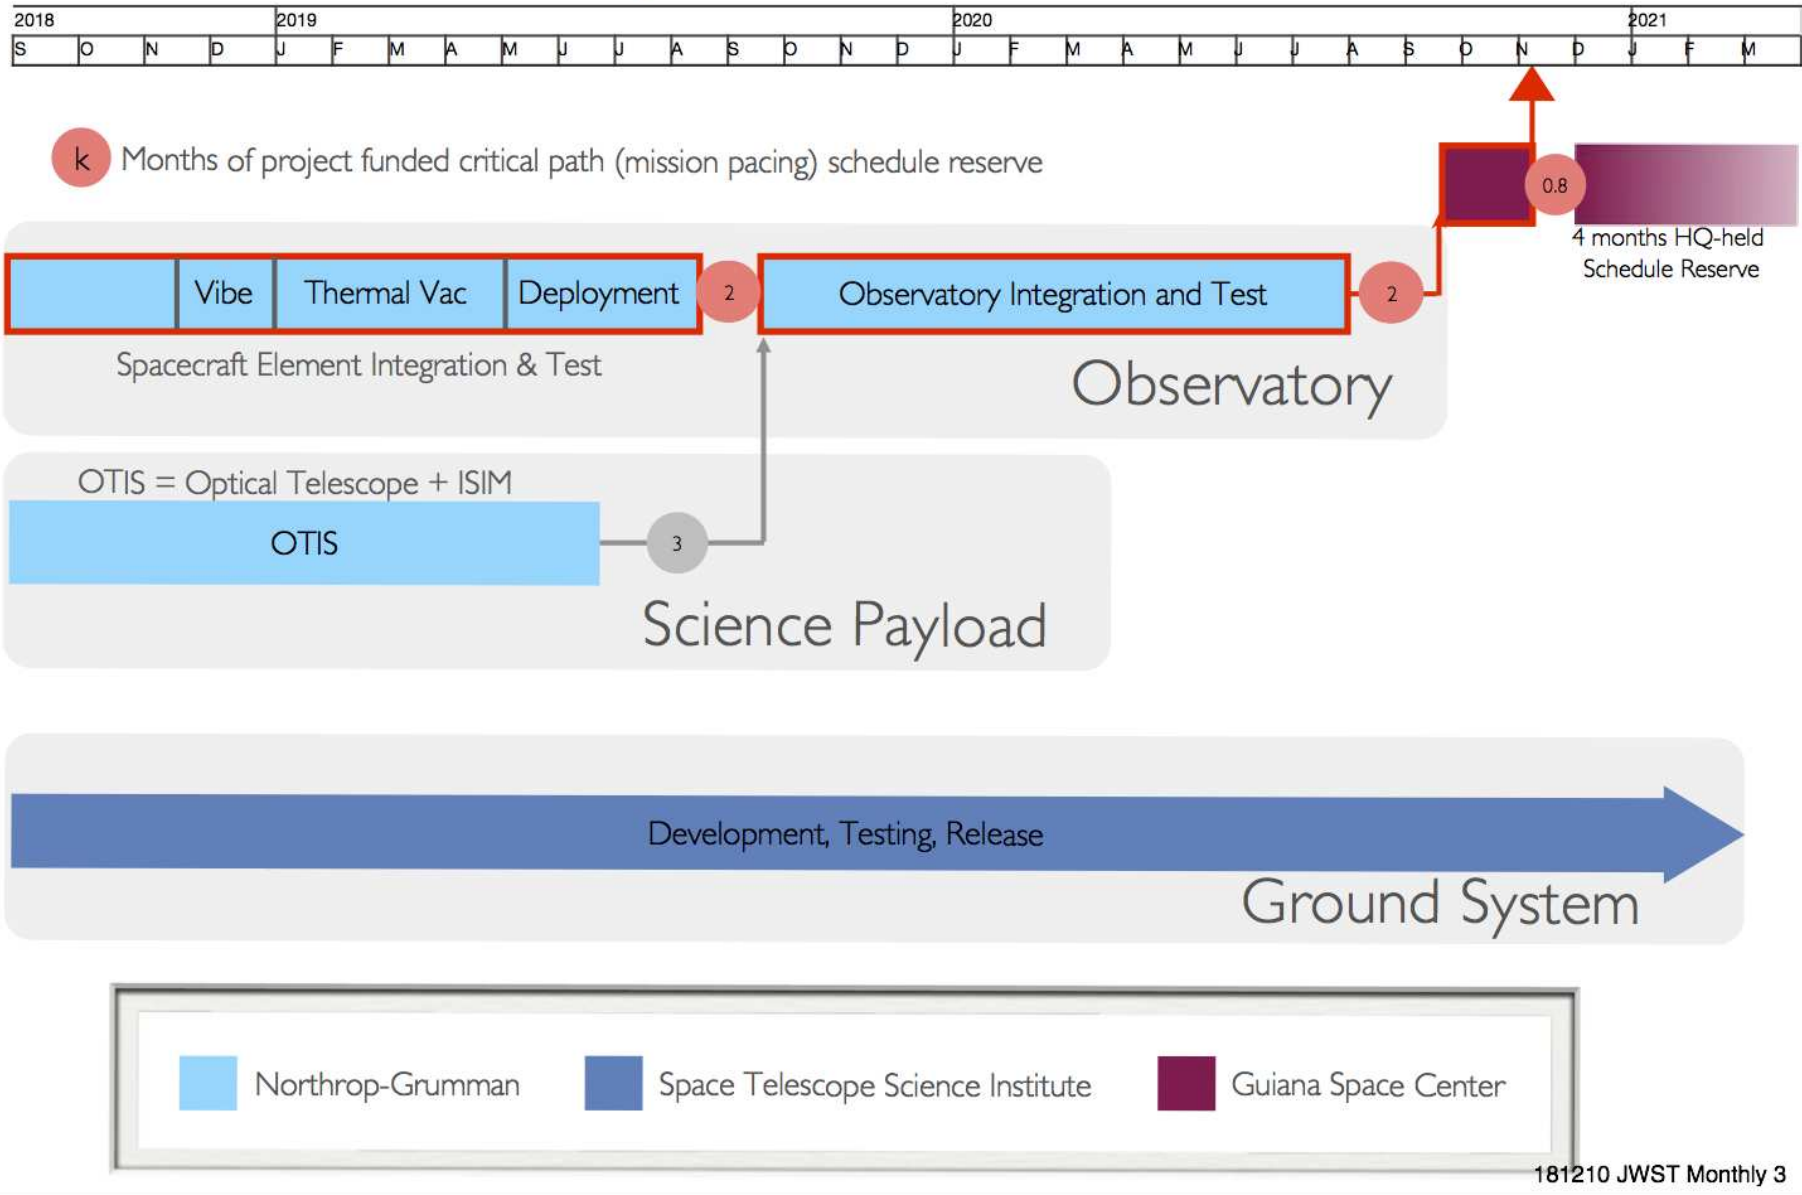 2018 2019 2020 2021
S O N D J F M A M J J A S O N D J F M A M J J A S O N D J F M
k Months of project funded critical path (mission pacing) schedule reserve
0.8
4 months HQ-held
Schedule Reserve
Vibe Thermal Vac Deployment 2 Observatory Integration and Test 2
Spacecraft Element Integration & Test
Observatory
OTIS = Optical Telescope + ISIM
OTIS 3
Science Payload
Development, Testing, Release
Ground System
Northrop-Grumman Space Telescope Science Institute Guiana Space Center
181210 JWST Monthly 3